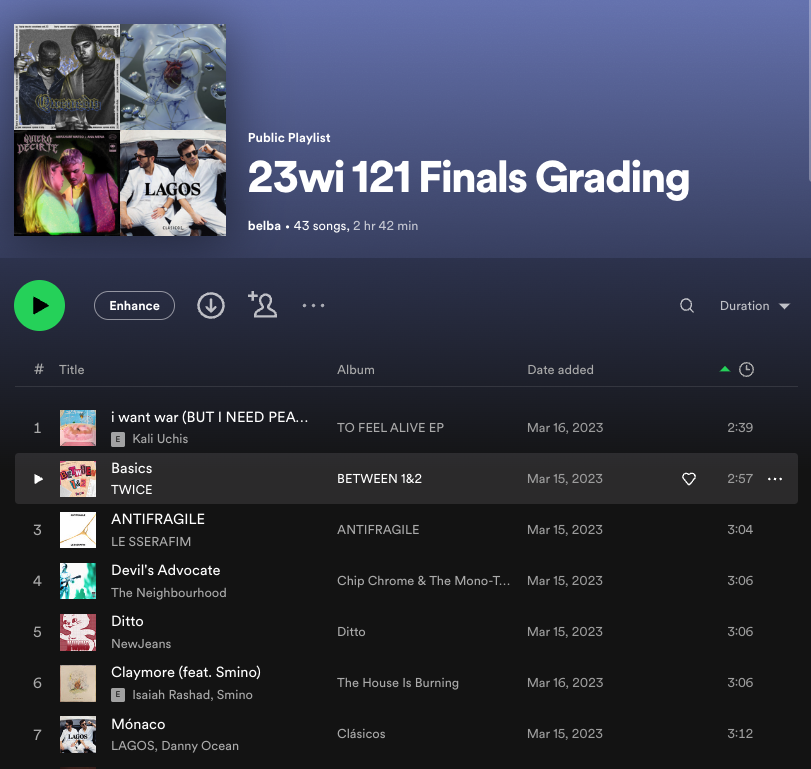 Quevedo
QUIERO
DECIRTE
LAGOS
CLÁSICOS
Public Playlist
23wi 121 Finals Grading
belba • 43 songs, 2 hr 42 min
Enhance
Duration
# Title Album Date added
1 i want war (BUT I NEED PEA... TO FEEL ALIVE EP Mar 16, 2023 2:39
E Kali Uchis
Basics BETWEEN 1&2 Mar 15, 2023 2:57
TWICE
3 ANTIFRAGILE ANTIFRAGILE Mar 15, 2023 3:04
LE SSERAFIM
4 Devil's Advocate Chip Chrome & The Mono-T... Mar 15, 2023 3:06
The Neighbourhood
5 Ditto Ditto Mar 15, 2023 3:06
NewJeans
6 Claymore (feat. Smino) The House Is Burning Mar 16, 2023 3:06
E Isaiah Rashad, Smino
7 Mónaco Clásicos Mar 15, 2023 3:12
LAGOS
LAGOS, Danny Ocean